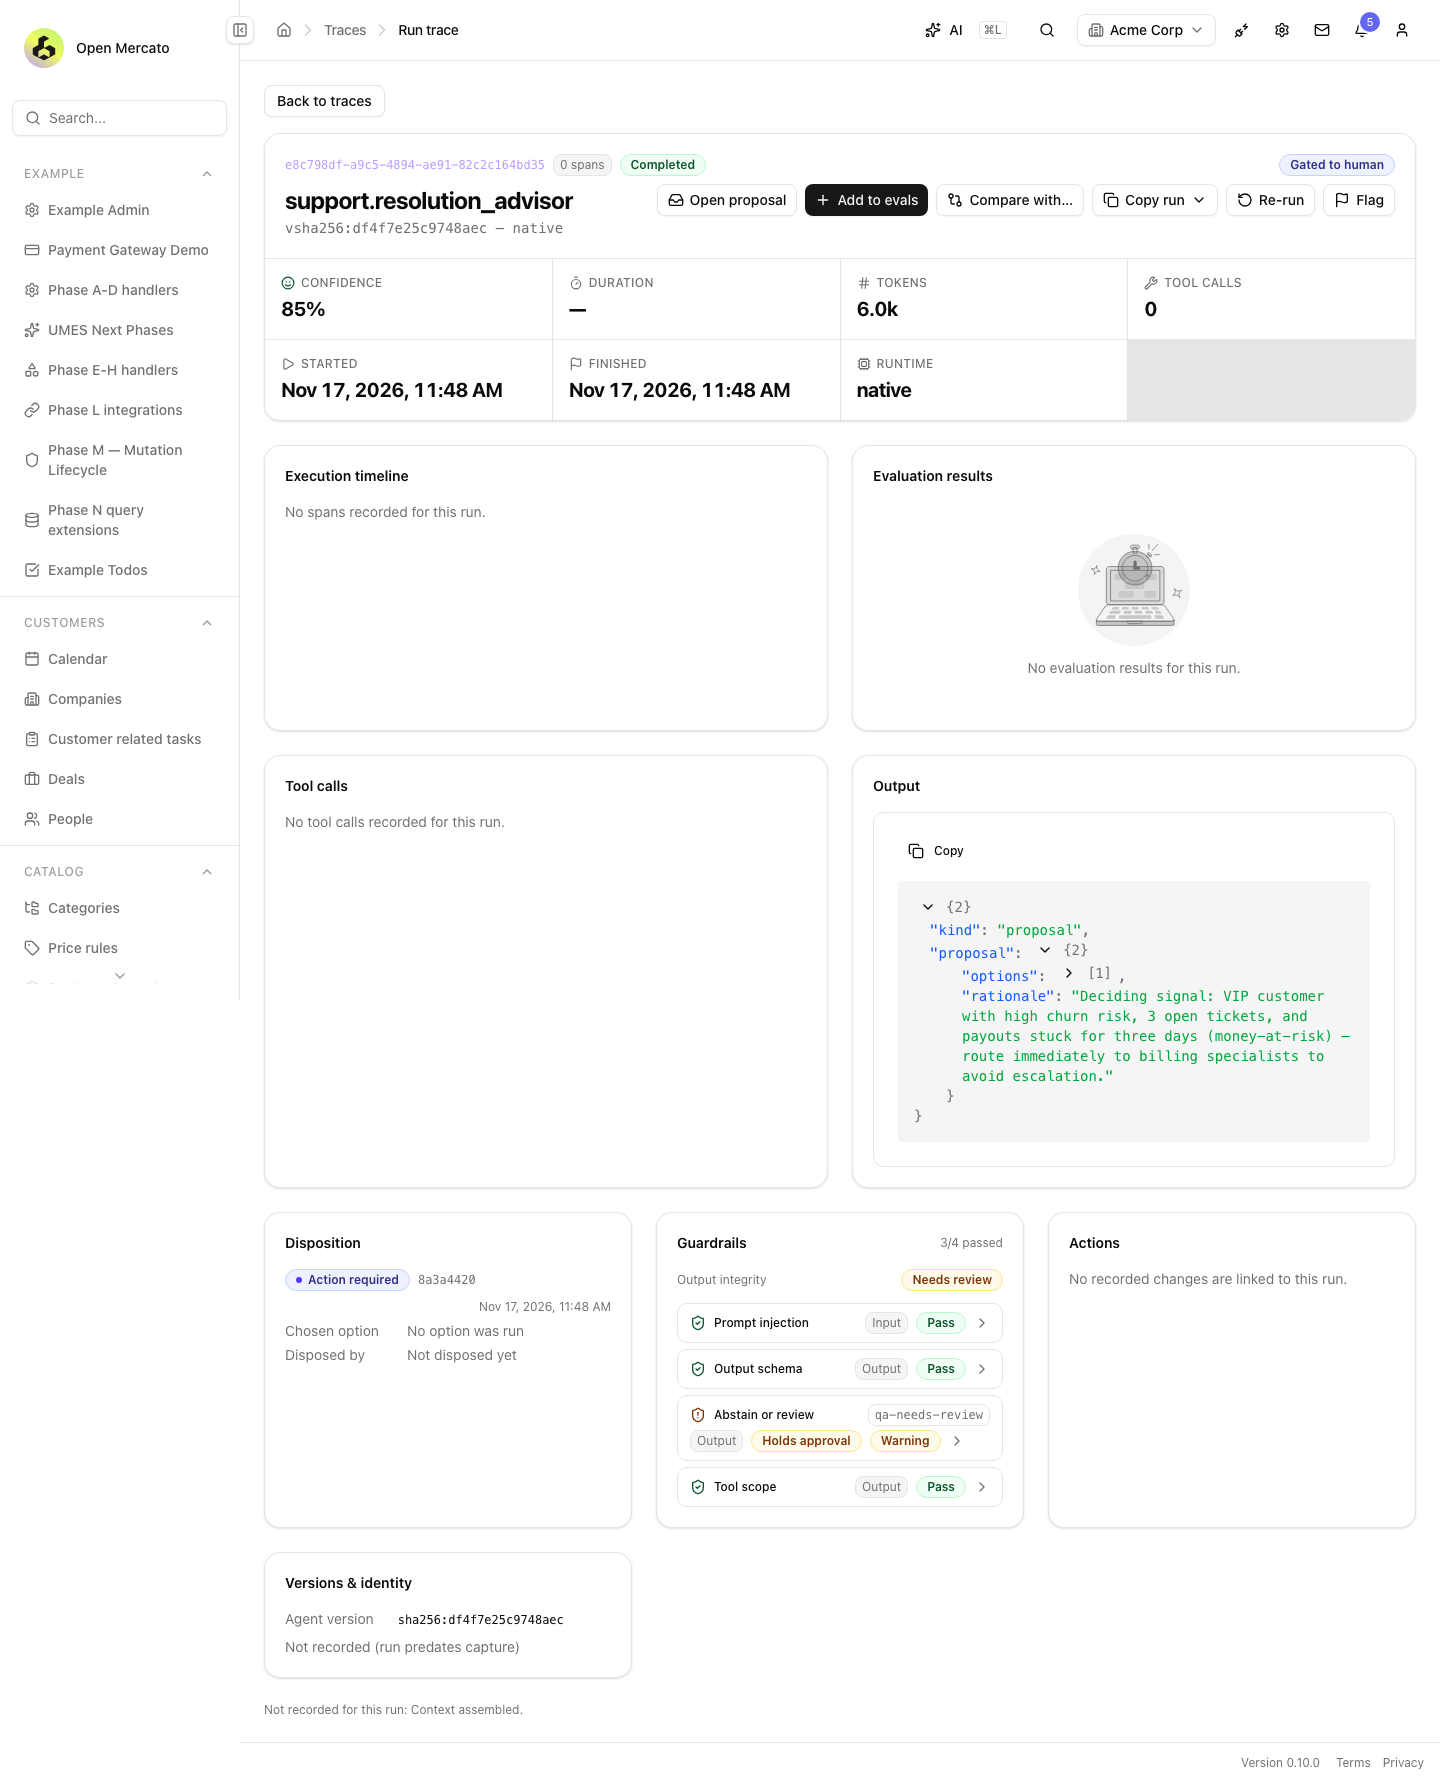 Open Mercato
Search...
EXAMPLE
Example Admin
Payment Gateway Demo
Phase A-D handlers
UMES Next Phases
Phase E-H handlers
Phase L integrations
Phase M — Mutation
Lifecycle
Phase N query
extensions
Example Todos
CUSTOMERS
Calendar
Companies
Customer related tasks
Deals
People
CATALOG
Categories
Price rules
Traces
Run trace
AI
⌘L
Acme Corp
5
Back to traces
e8c798df-a9c5-4894-ae91-82c2c164bd35 0 spans Completed
Gated to human
support.resolution_advisor
Open proposal
Add to evals
Compare with...
Copy run
Re-run
Flag
vsha256:df4f7e25c9748aec — native
CONFIDENCE
85%
DURATION
—
TOKENS
6.0k
TOOL CALLS
0
STARTED
Nov 17, 2026, 11:48 AM
FINISHED
Nov 17, 2026, 11:48 AM
RUNTIME
native
Execution timeline
No spans recorded for this run.
Evaluation results
No evaluation results for this run.
Tool calls
No tool calls recorded for this run.
Output
Copy
{2}
"kind": "proposal",
"proposal": {2}
"options": [1] ,
"rationale": "Deciding signal: VIP customer
with high churn risk, 3 open tickets, and
payouts stuck for three days (money-at-risk) —
route immediately to billing specialists to
avoid escalation."
}
}
Disposition
Action required 8a3a4420
Nov 17, 2026, 11:48 AM
Chosen option No option was run
Disposed by Not disposed yet
Guardrails 3/4 passed
Output integrity Needs review
Prompt injection Input Pass
Output schema Output Pass
Abstain or review qa-needs-review
Output Holds approval Warning
Tool scope Output Pass
Actions
No recorded changes are linked to this run.
Versions & identity
Agent version sha256:df4f7e25c9748aec
Not recorded (run predates capture)
Not recorded for this run: Context assembled.
Version 0.10.0 Terms Privacy